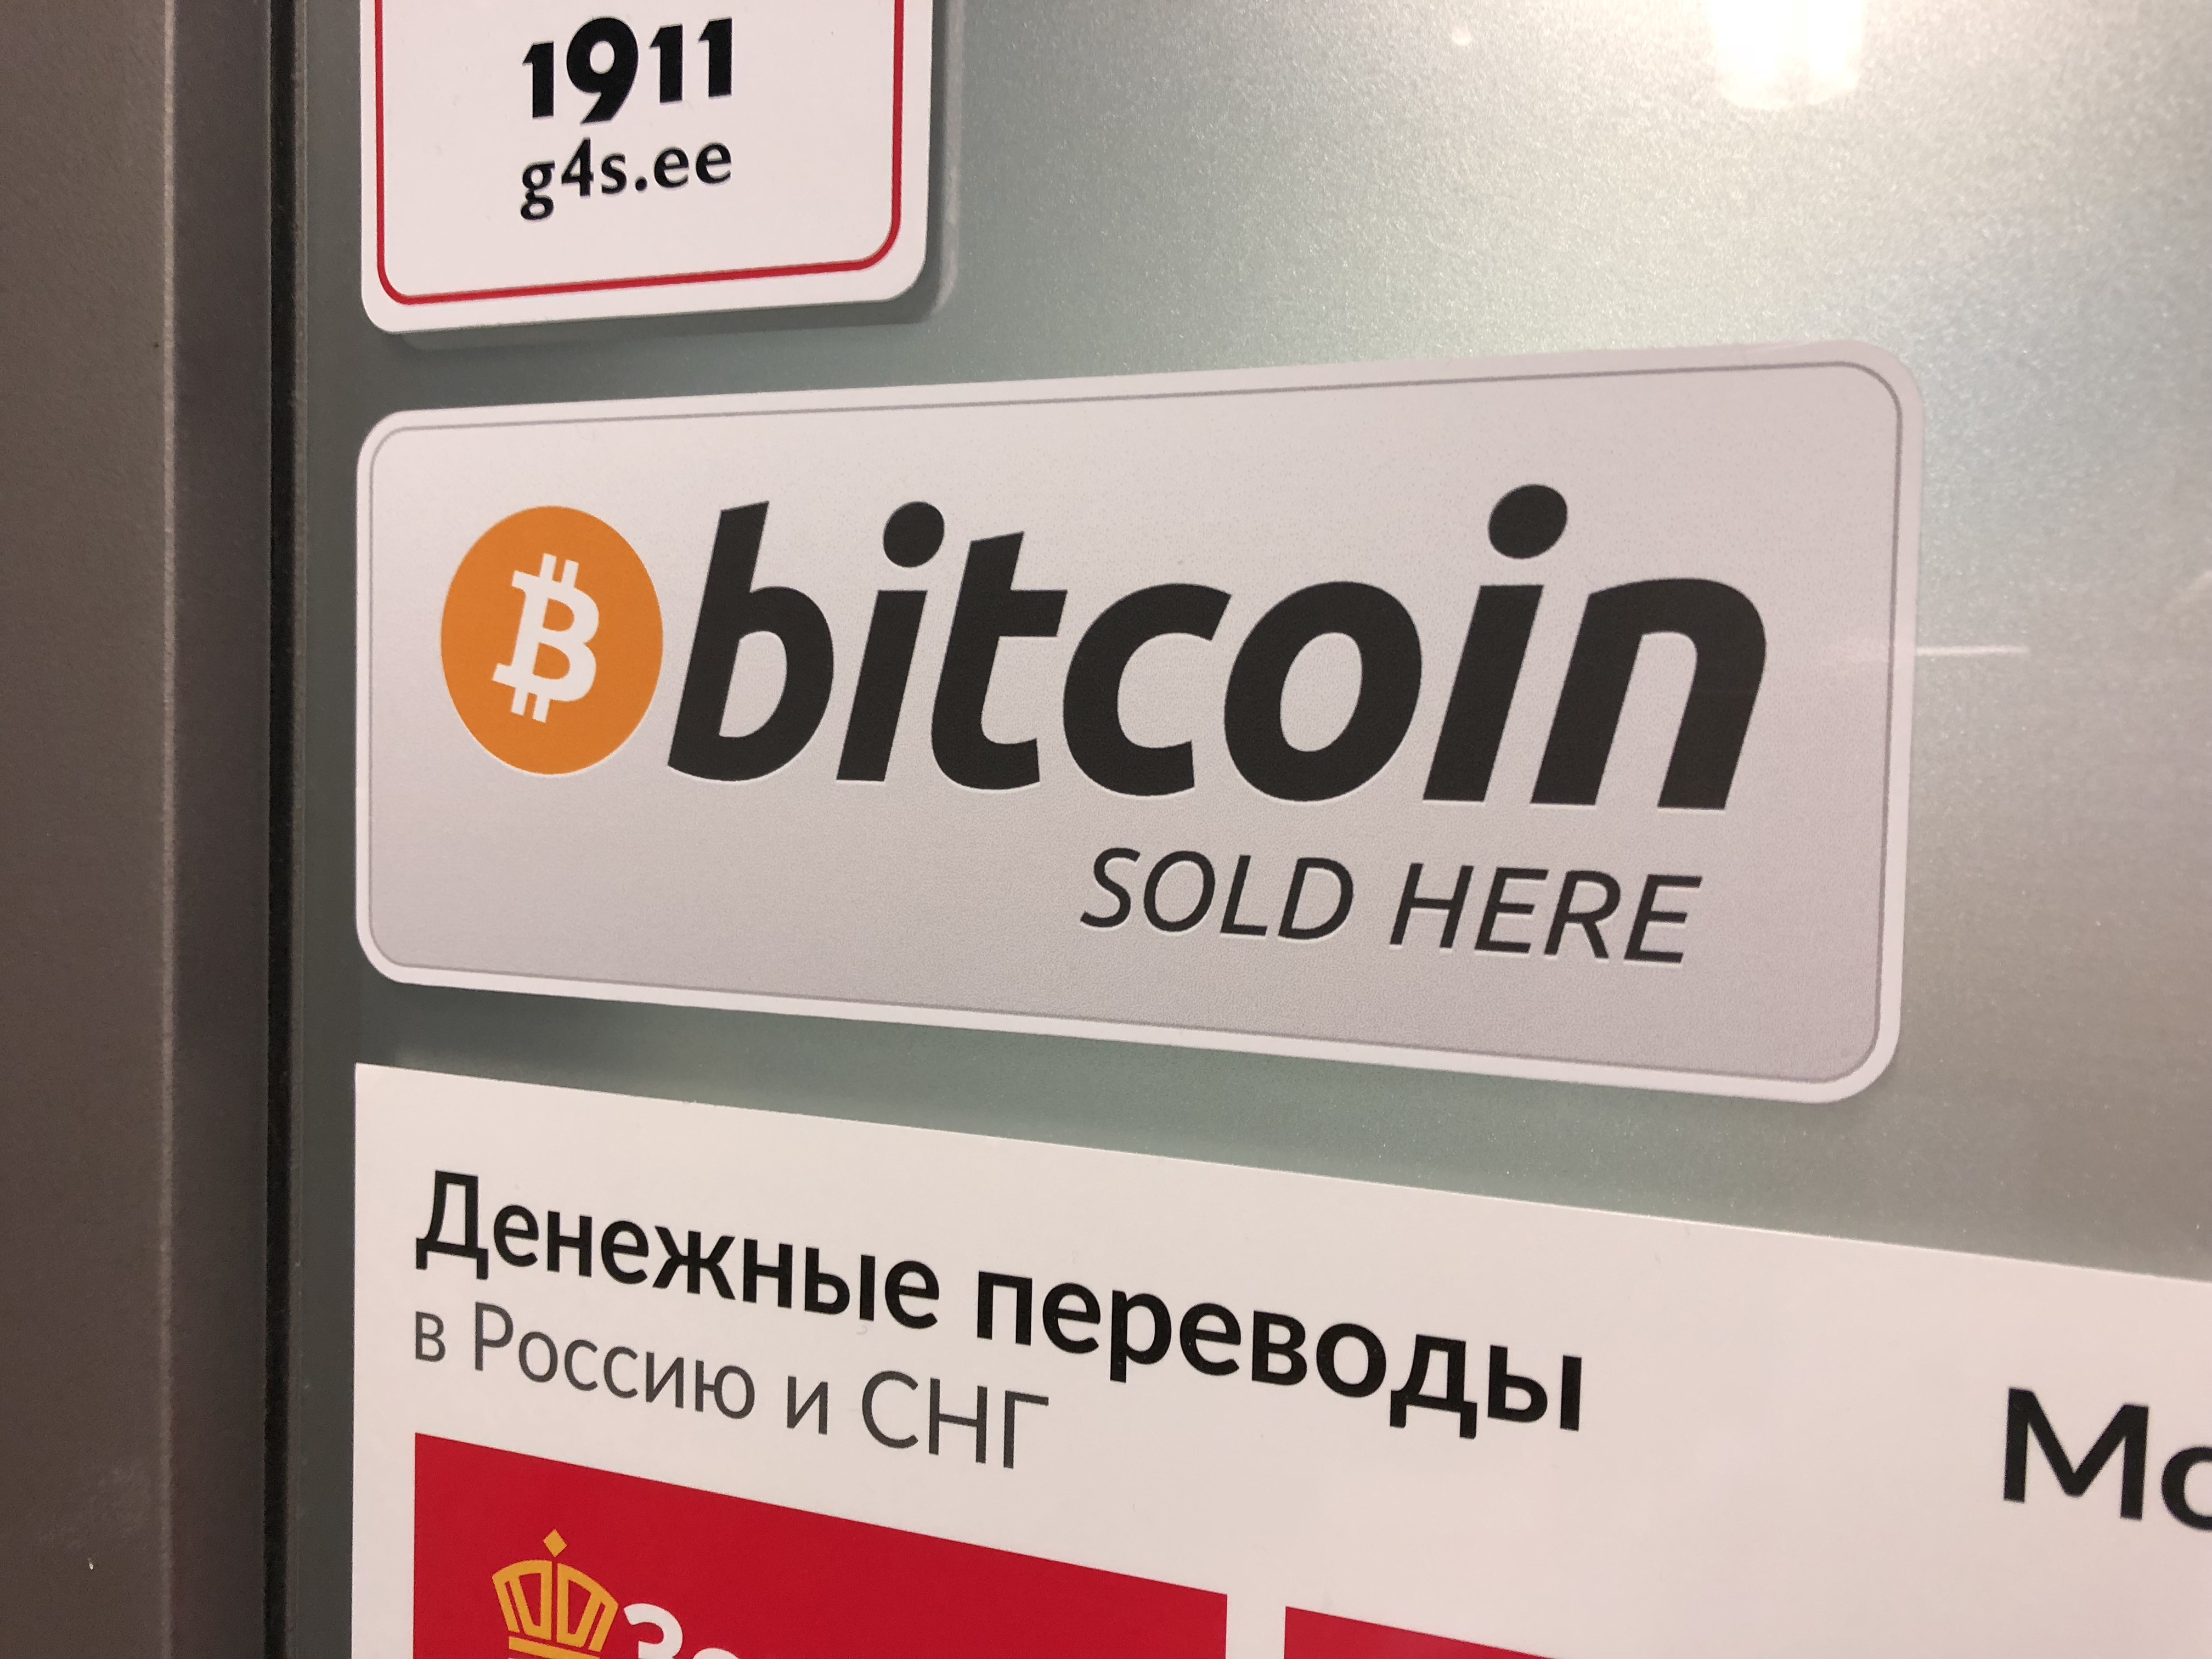 1911
g4s.ee
bitcoin
SOLD HERE
Денежные переводы
в Россию и СНГ